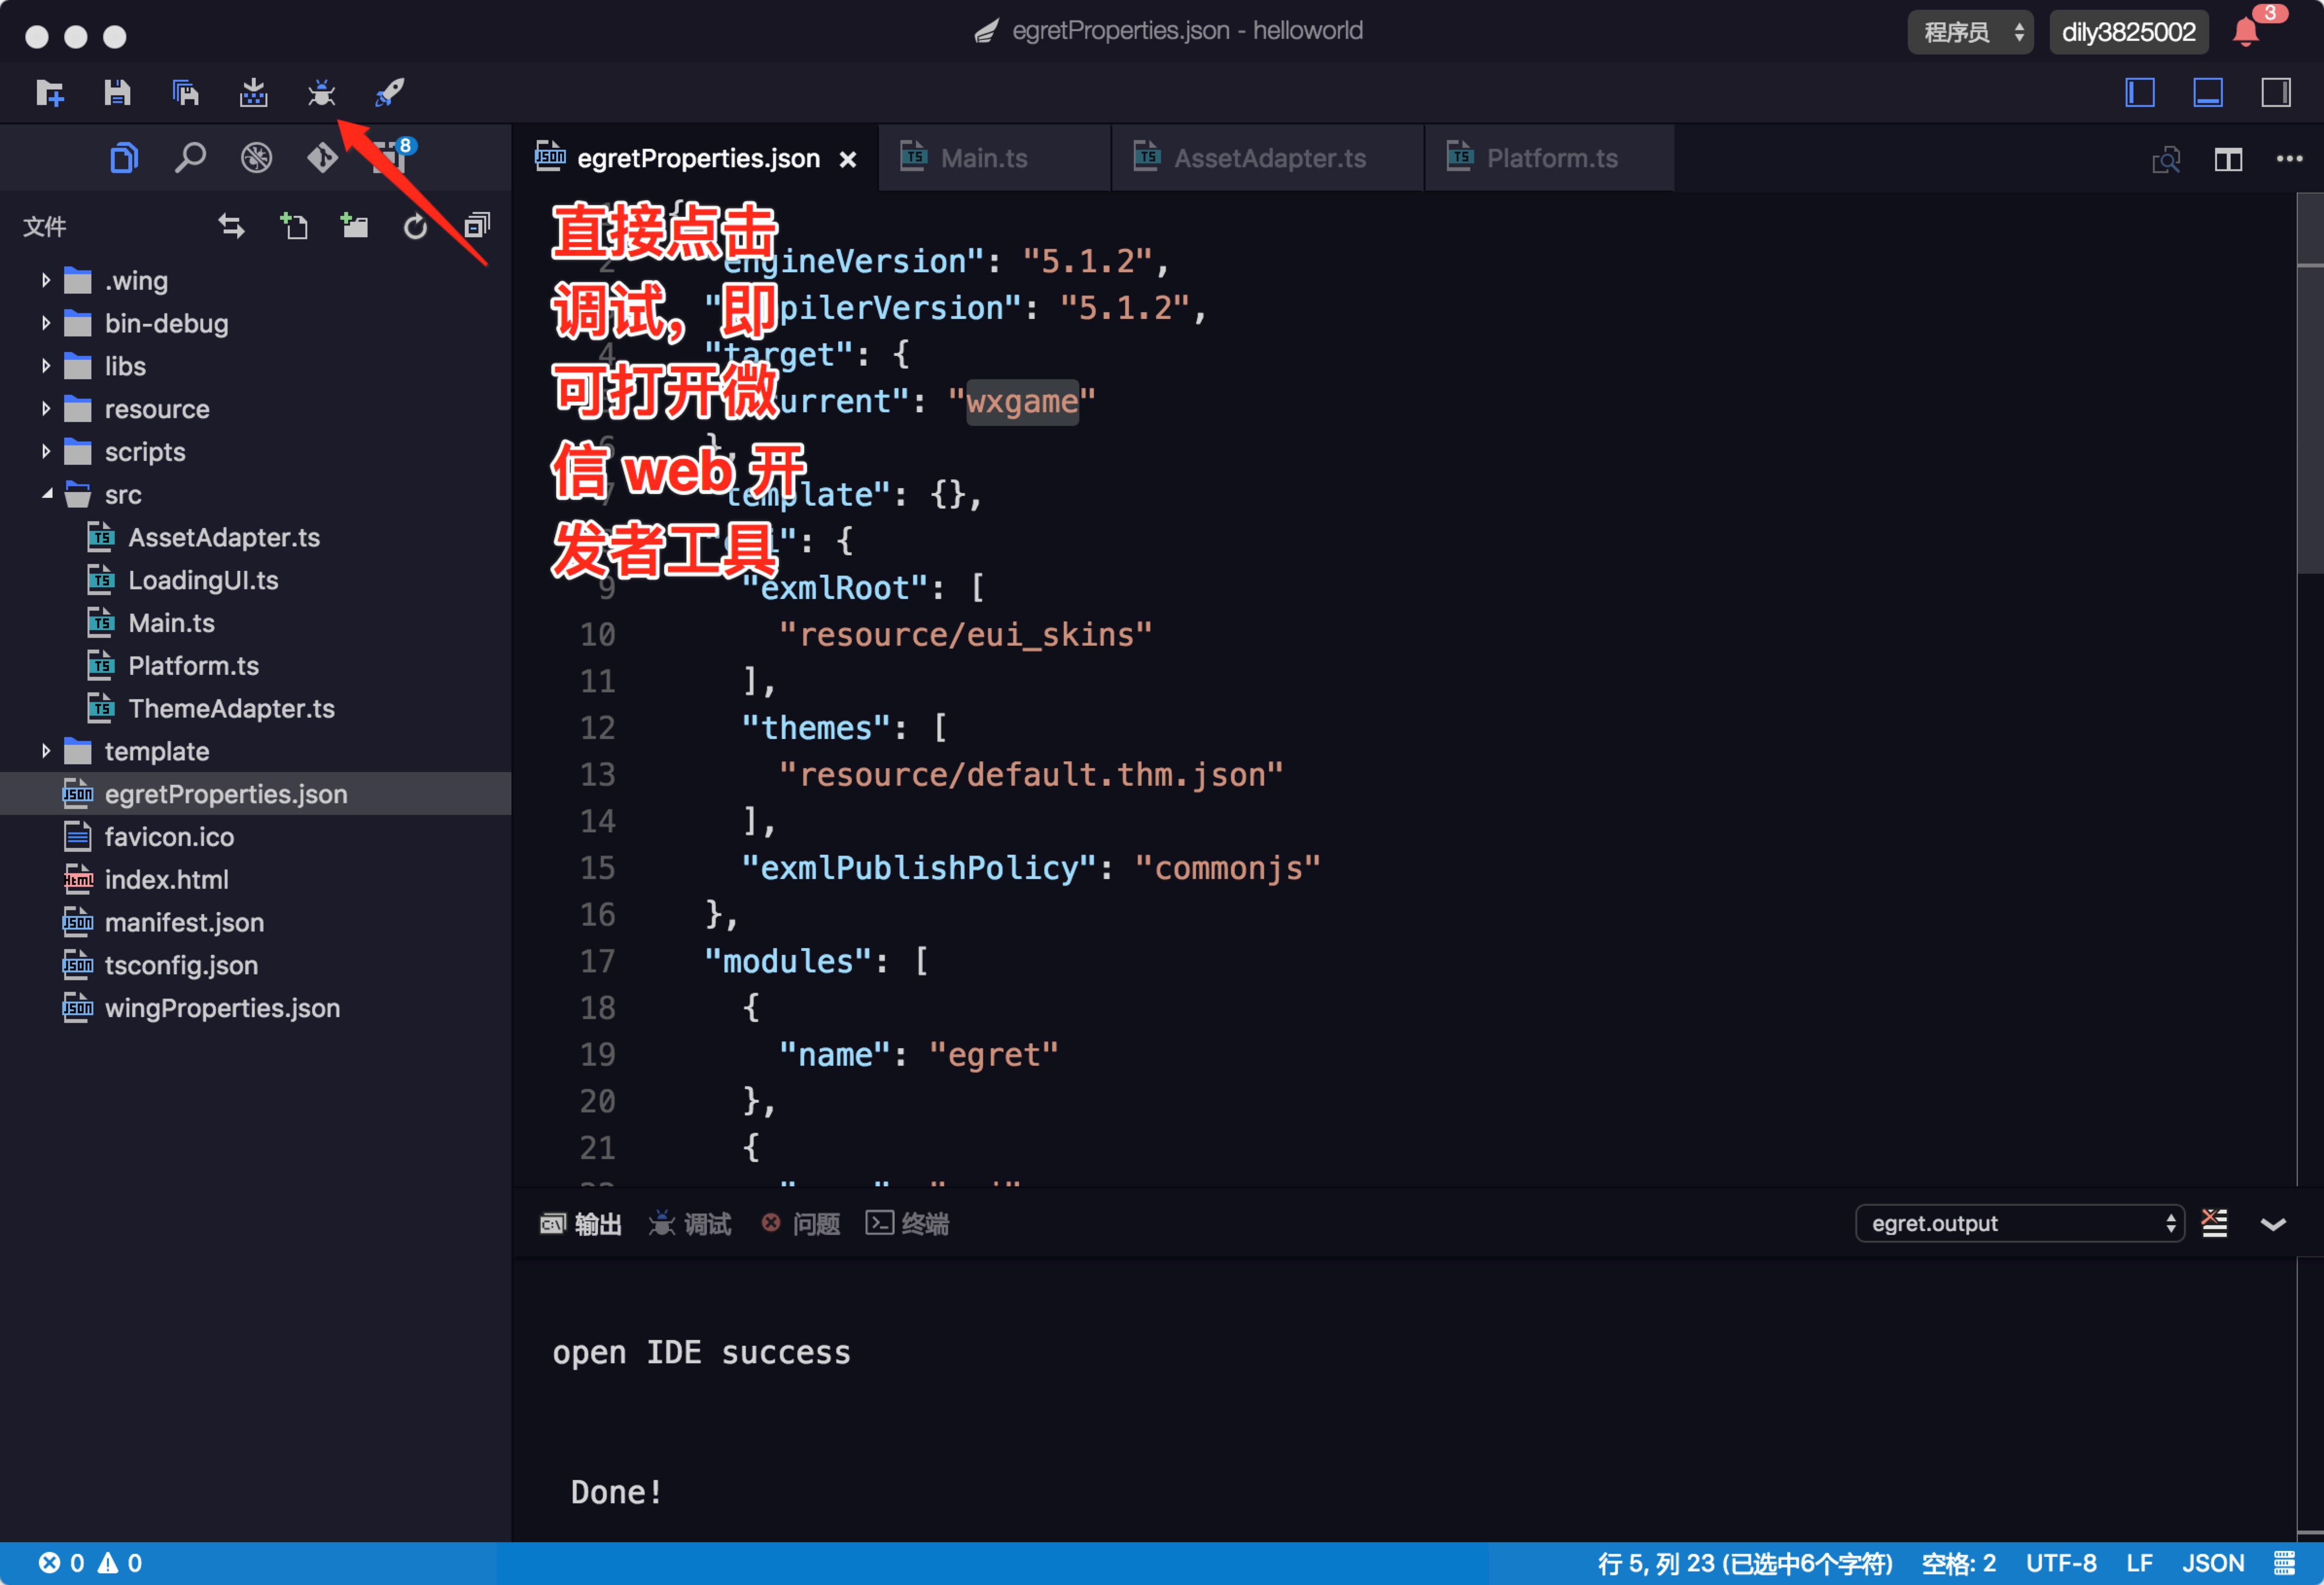 egretProperties.json - helloworld
程序员
dily3825002
3
8
egretProperties.json
Main.ts
AssetAdapter.ts
Platform.ts
文件
.wing
bin-debug
libs
resource
scripts
src
AssetAdapter.ts
LoadingUI.ts
Main.ts
Platform.ts
ThemeAdapter.ts
template
egretProperties.json
favicon.ico
index.html
manifest.json
tsconfig.json
wingProperties.json
直接点击
调试，即
可打开微
信 web 开
发者工具
{
2 engineVersion": "5.1.2",
"pilerVersion": "5.1.2",
4 "target": {
urrent": "wxgame"
6 },
7 template": {},
": {
9 "exmlRoot": [
10 "resource/eui_skins"
11 ],
12 "themes": [
13 "resource/default.thm.json"
14 ],
15 "exmlPublishPolicy": "commonjs"
16 },
17 "modules": [
18 {
19 "name": "egret"
20 },
21 {
输出
调试
问题
终端
egret.output
open IDE success
Done!
0 0
行 5, 列 23 (已选中6个字符)
空格: 2
UTF-8
LF
JSON